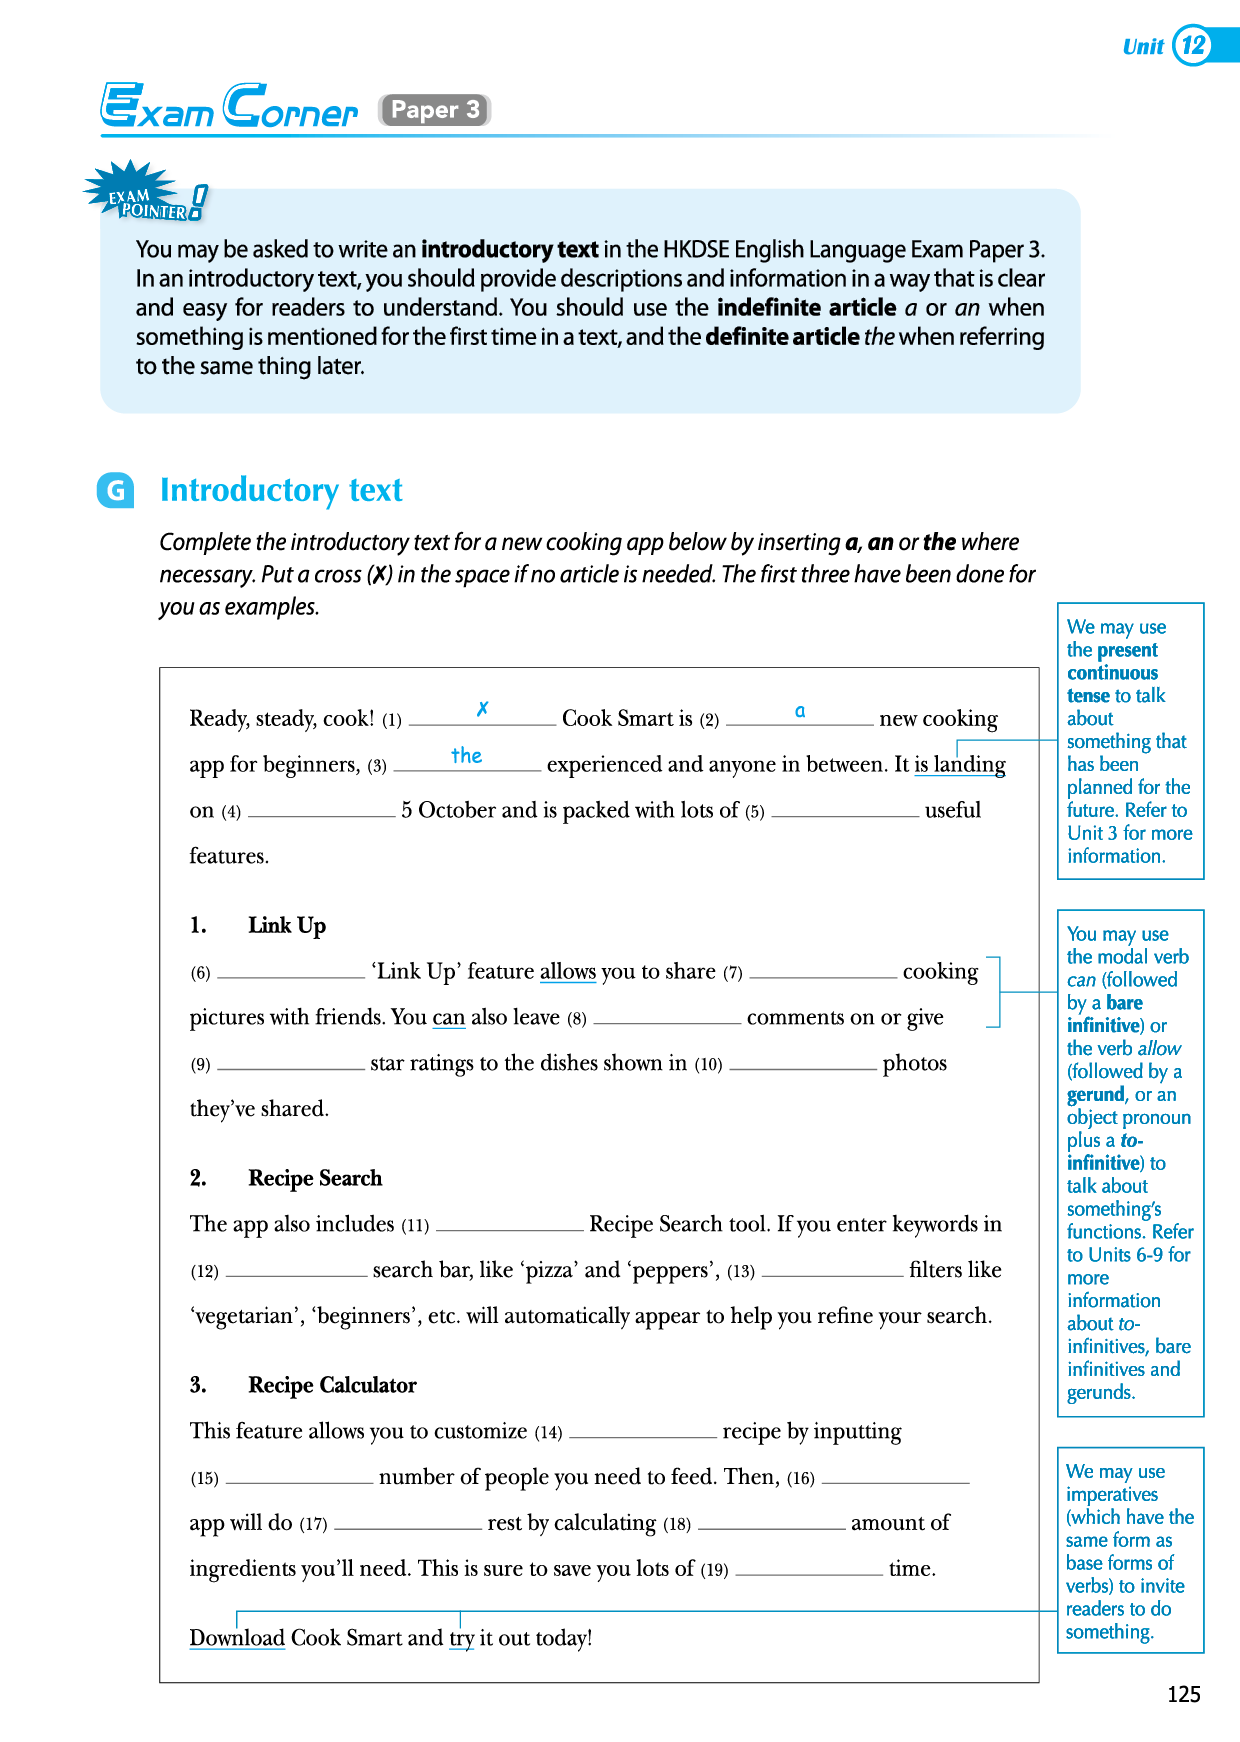 Unit 12
Exam Corner Paper 3
EXAM
POINTER!
You may be asked to write an introductory text in the HKDSE English Language Exam Paper 3.
In an introductory text, you should provide descriptions and information in a way that is clear
and easy for readers to understand. You should use the indefinite article a or an when
something is mentioned for the first time in a text, and the definite article the when referring
to the same thing later.
G Introductory text
Complete the introductory text for a new cooking app below by inserting a, an or the where
necessary. Put a cross (✗) in the space if no article is needed. The first three have been done for
you as examples.
Ready, steady, cook! (1) ✗ Cook Smart is (2) a new cooking
app for beginners, (3) the experienced and anyone in between. It is landing
on (4) ____ 5 October and is packed with lots of (5) ____ useful
features.
1. Link Up
(6) ____ ‘Link Up’ feature allows you to share (7) ____ cooking
pictures with friends. You can also leave (8) ____ comments on or give
(9) ____ star ratings to the dishes shown in (10) ____ photos
they’ve shared.
2. Recipe Search
The app also includes (11) ____ Recipe Search tool. If you enter keywords in
(12) ____ search bar, like ‘pizza’ and ‘peppers’, (13) ____ filters like
‘vegetarian’, ‘beginners’, etc. will automatically appear to help you refine your search.
3. Recipe Calculator
This feature allows you to customize (14) ____ recipe by inputting
(15) ____ number of people you need to feed. Then, (16) ____
app will do (17) ____ rest by calculating (18) ____ amount of
ingredients you’ll need. This is sure to save you lots of (19) ____ time.
Download Cook Smart and try it out today!
We may use
the present
continuous
tense to talk
about
something that
has been
planned for the
future. Refer to
Unit 3 for more
information.
You may use
the modal verb
can (followed
by a bare
infinitive) or
the verb allow
(followed by a
gerund, or an
object pronoun
plus a to-
infinitive) to
talk about
something’s
functions. Refer
to Units 6-9 for
more
information
about to-
infinitives, bare
infinitives and
gerunds.
We may use
imperatives
(which have the
same form as
base forms of
verbs) to invite
readers to do
something.
125